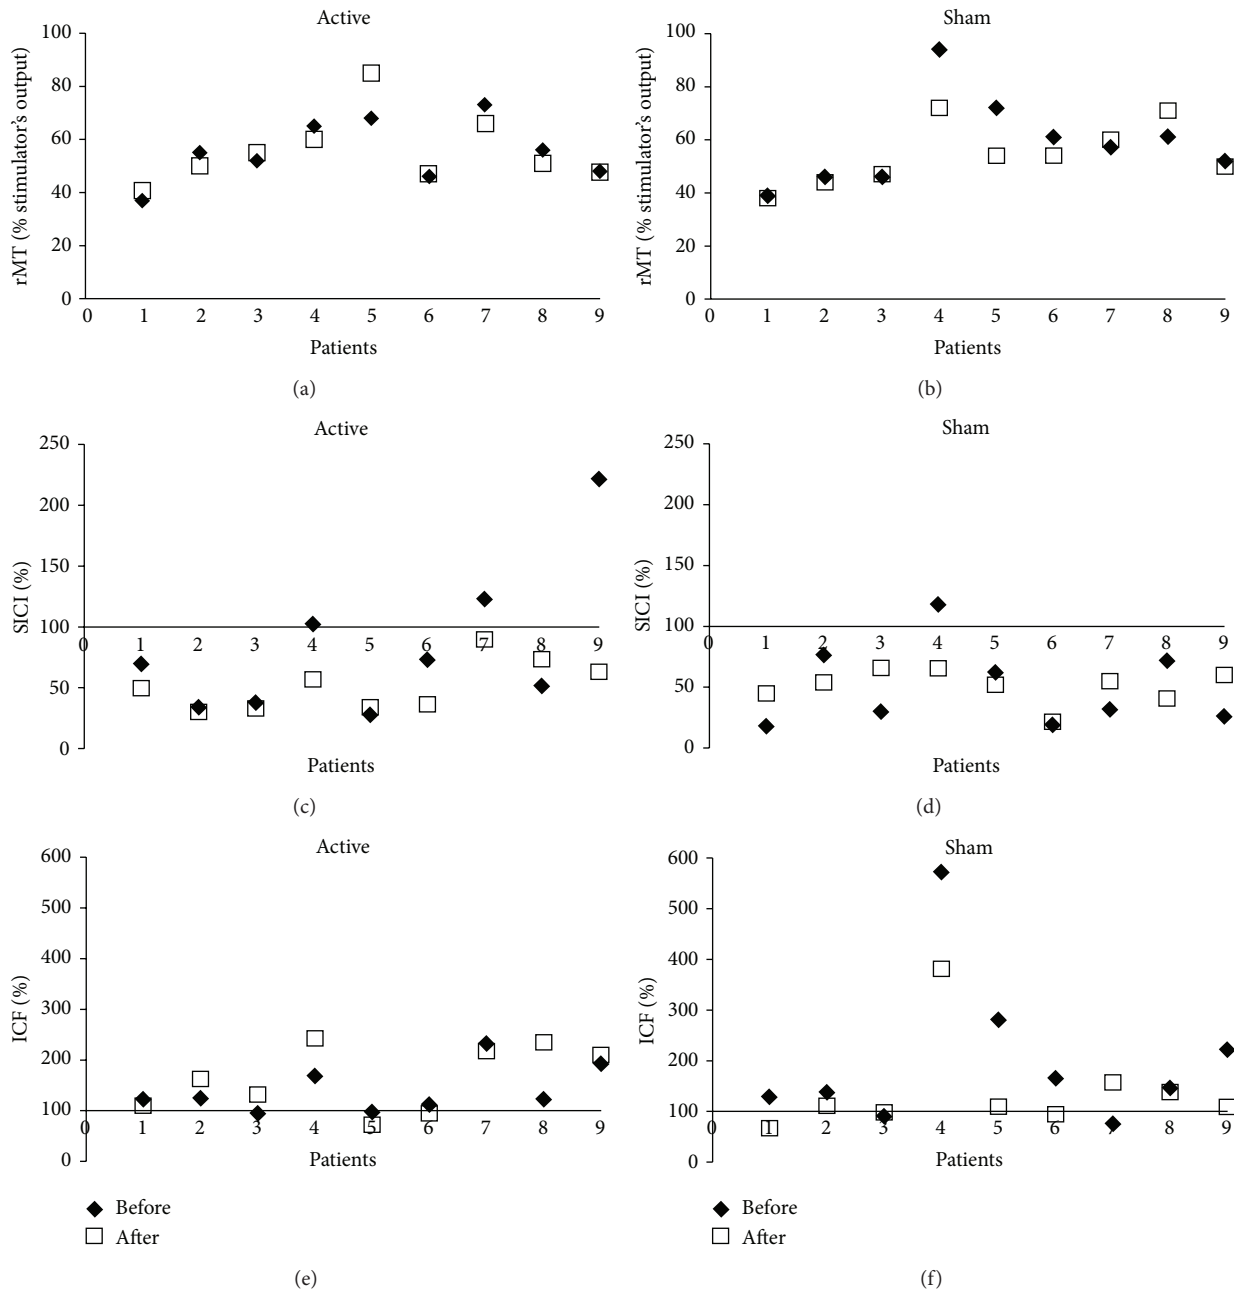 Active
rMT (% stimulator's output)
100
80
60
40
20
0
0 1 2 3 4 5 6 7 8 9
Patients
(a)
Sham
rMT (% stimulator's output)
100
80
60
40
20
0
0 1 2 3 4 5 6 7 8 9
Patients
(b)
Active
SICI (%)
250
200
150
100
50
0
0 1 2 3 4 5 6 7 8 9
Patients
(c)
Sham
SICI (%)
250
200
150
100
50
0
0 1 2 3 4 5 6 7 8 9
Patients
(d)
Active
ICF (%)
600
500
400
300
200
100
0
0 1 2 3 4 5 6 7 8 9
Patients
Before
After
(e)
Sham
ICF (%)
600
500
400
300
200
100
0
0 1 2 3 4 5 6 7 8 9
Patients
Before
After
(f)